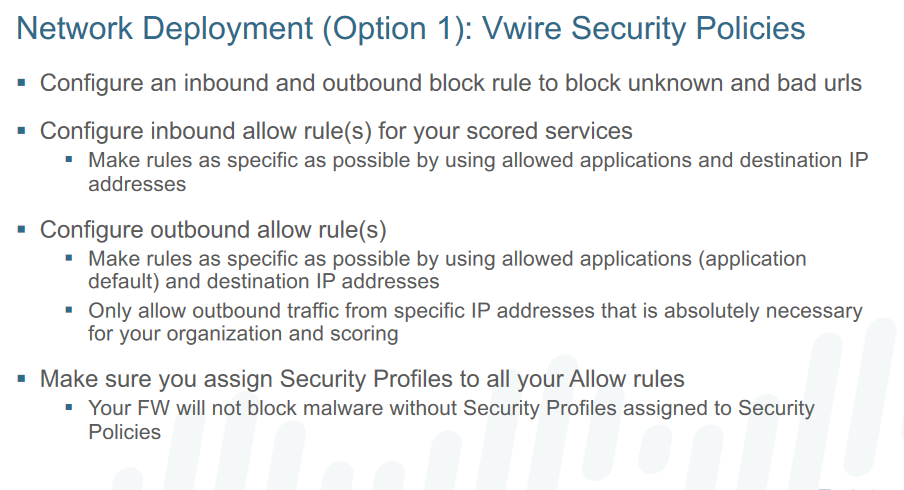 Network Deployment (Option 1): Vwire Security Policies
▪ Configure an inbound and outbound block rule to block unknown and bad urls
▪ Configure inbound allow rule(s) for your scored services
▪ Make rules as specific as possible by using allowed applications and destination IP
addresses
▪ Configure outbound allow rule(s)
▪ Make rules as specific as possible by using allowed applications (application
default) and destination IP addresses
▪ Only allow outbound traffic from specific IP addresses that is absolutely necessary
for your organization and scoring
▪ Make sure you assign Security Profiles to all your Allow rules
▪ Your FW will not block malware without Security Profiles assigned to Security
Policies